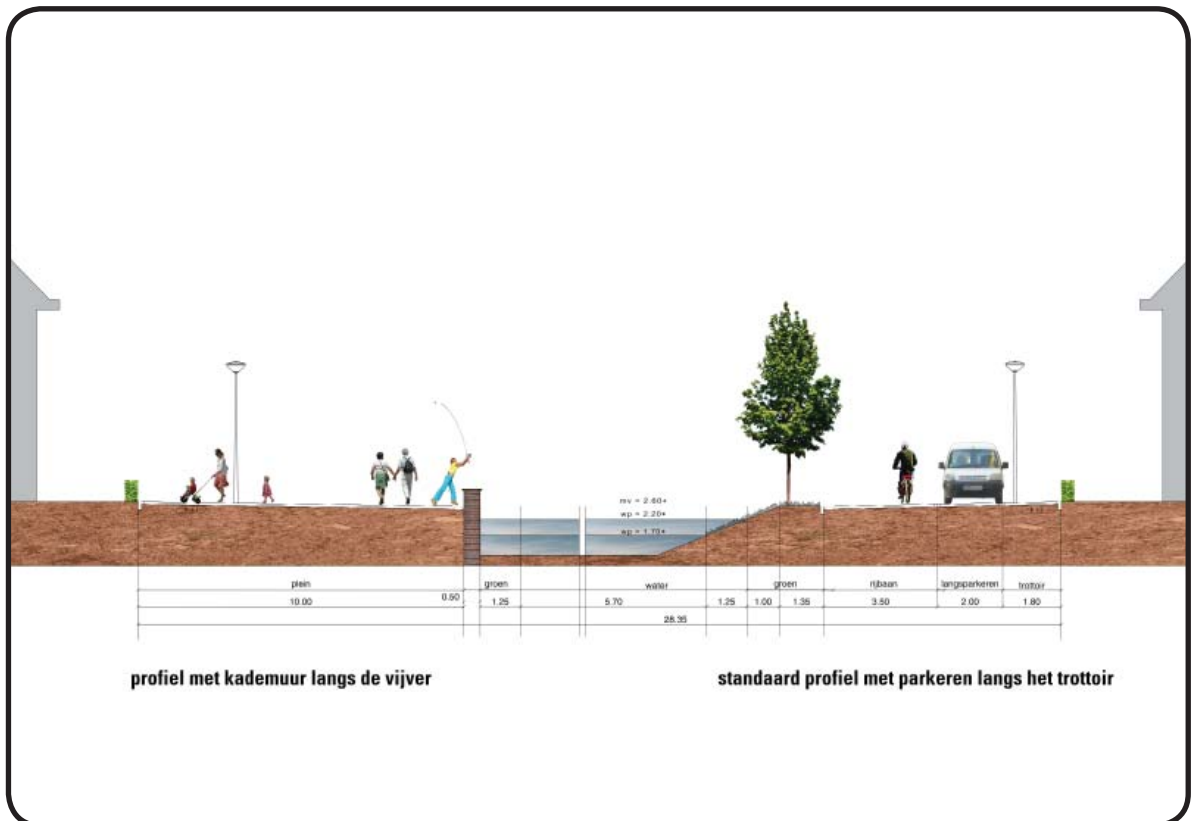 mv = 2.60+
wp = 2.20+
wp = 1.70+
plein groen water groen rijbaan langsparkeren trottoir
10.00 0.50 1.25 5.70 1.25 1.00 1.35 3.50 2.00 1.80
28.35
profiel met kademuur langs de vijver
standaard profiel met parkeren langs het trottoir